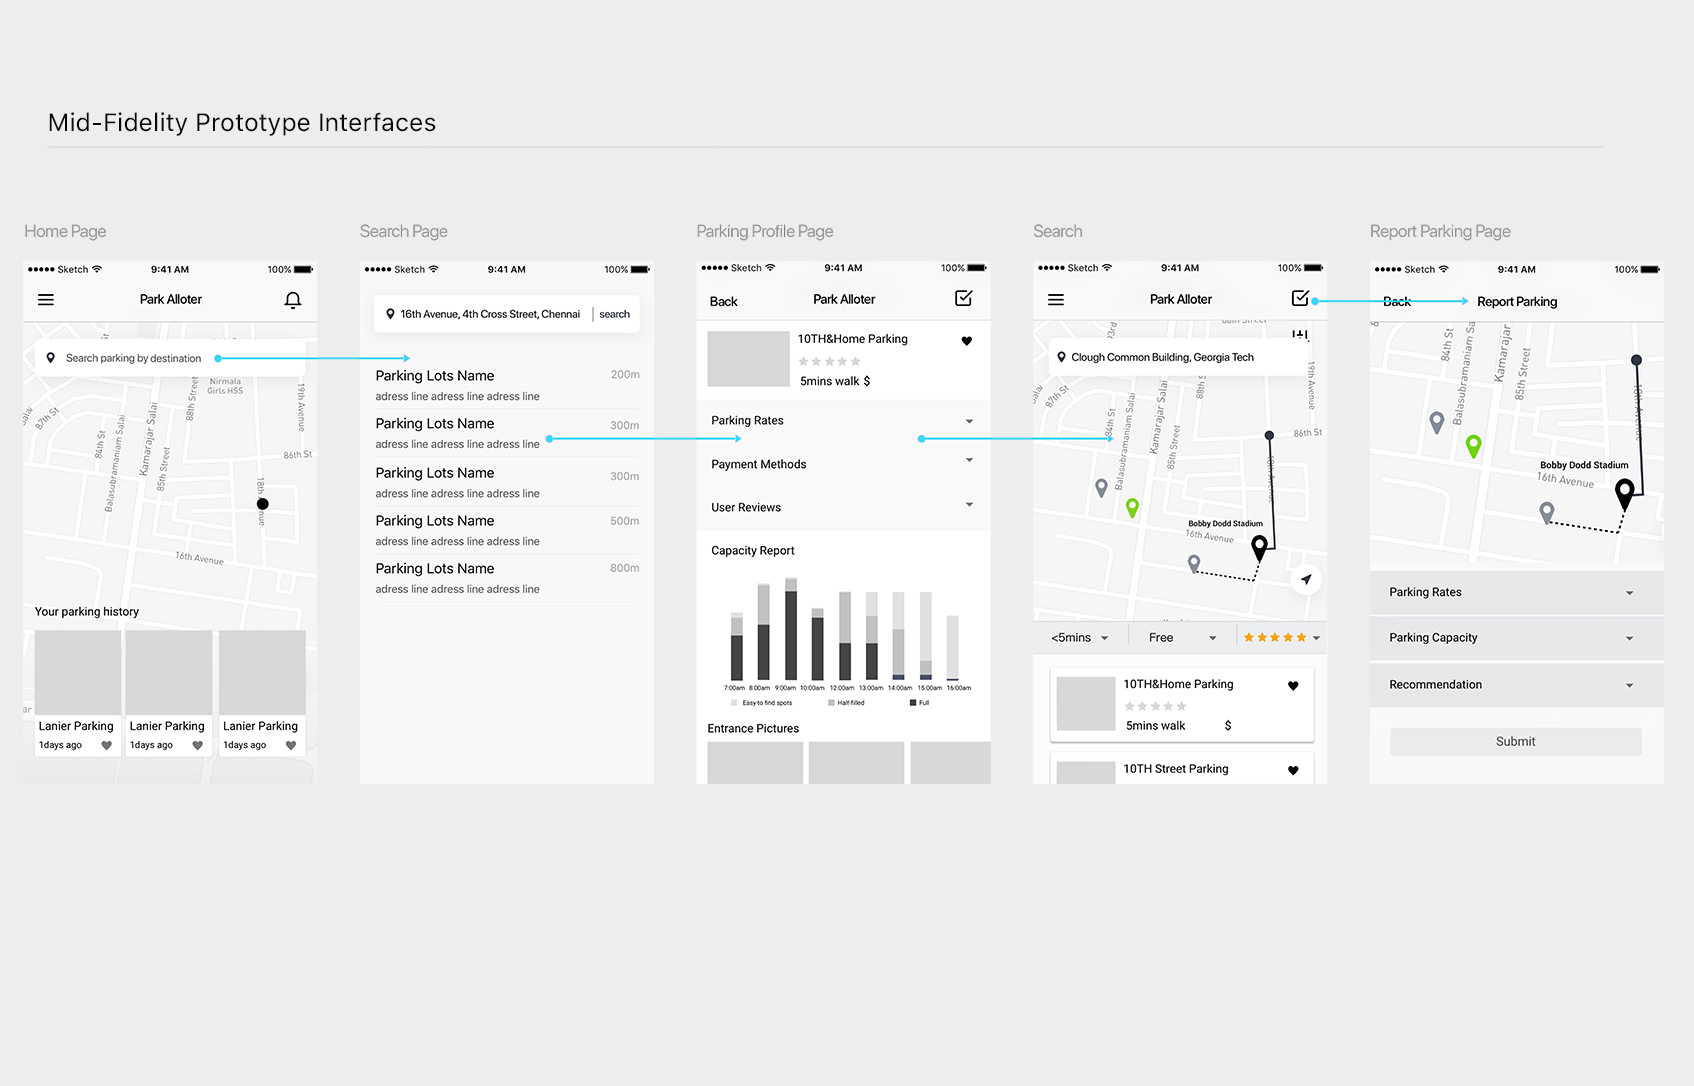 Mid-Fidelity Prototype Interfaces
Home Page
Sketch 9:41 AM 100%
Park Alloter
Search parking by destination
Nirmala
Girls HSS
87th St
84th St
Balasubramaniam Salai
Kamarajar Salai
85th Street
88th Street
19th Avenue
86th St
18th Avenue
16th Avenue
Your parking history
Lanier Parking
1days ago
Lanier Parking
1days ago
Lanier Parking
1days ago
Search Page
Sketch 9:41 AM 100%
16th Avenue, 4th Cross Street, Chennai search
Parking Lots Name 200m
adress line adress line adress line
Parking Lots Name 300m
adress line adress line adress line
Parking Lots Name 300m
adress line adress line adress line
Parking Lots Name 500m
adress line adress line adress line
Parking Lots Name 800m
adress line adress line adress line
Parking Profile Page
Sketch 9:41 AM 100%
Back Park Alloter
10TH&Home Parking
5mins walk $
Parking Rates
Payment Methods
User Reviews
Capacity Report
7:00am 8:00am 9:00am 10:00am 12:00am 13:00am 14:00am 15:00am 16:00am
Easy to find spots Half-filled Full
Entrance Pictures
Search
Sketch 9:41 AM 100%
Park Alloter
Clough Common Building, Georgia Tech
87th St
84th St
Balasubramaniam Salai
Kamarajar Salai
85th Street
88th
19th Avenue
86th St
18th Avenue
Bobby Dodd Stadium
16th Avenue
<5mins Free
10TH&Home Parking
5mins walk $
10TH Street Parking
Report Parking Page
Sketch 9:41 AM 100%
Back Report Parking
84th St
Balasubramaniam Salai
Kamarajar
85th Street
18th Avenue
Bobby Dodd Stadium
16th Avenue
Parking Rates
Parking Capacity
Recommendation
Submit